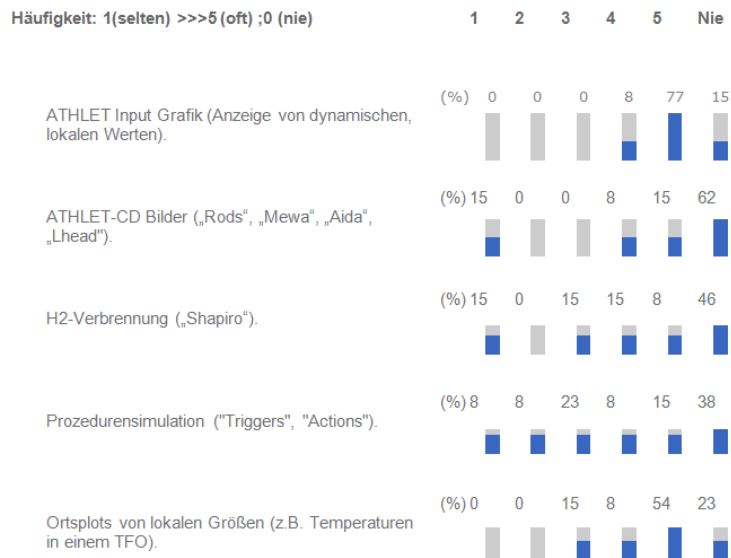 Häufigkeit: 1(selten) >>>5 (oft) ;0 (nie) 1 2 3 4 5 Nie
(%) 0 0 0 8 77 15
ATHLET Input Grafik (Anzeige von dynamischen,
lokalen Werten).
(%) 15 0 0 8 15 62
ATHLET-CD Bilder („Rods“, „Mewa“, „Aida“,
„Lhead").
(%) 15 0 15 15 8 46
H2-Verbrennung („Shapiro“).
(%) 8 8 23 8 15 38
Prozedurensimulation ("Triggers", "Actions").
(%) 0 0 15 8 54 23
Ortsplots von lokalen Größen (z.B. Temperaturen
in einem TFO).